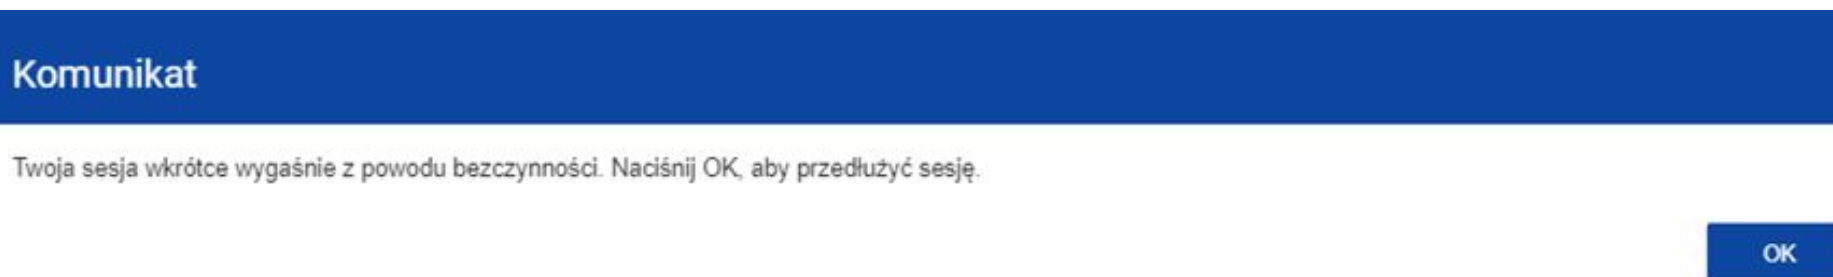 Komunikat
Twoja sesja wkrótce wygaśnie z powodu bezczynności. Naciśnij OK, aby przedłużyć sesję.
OK